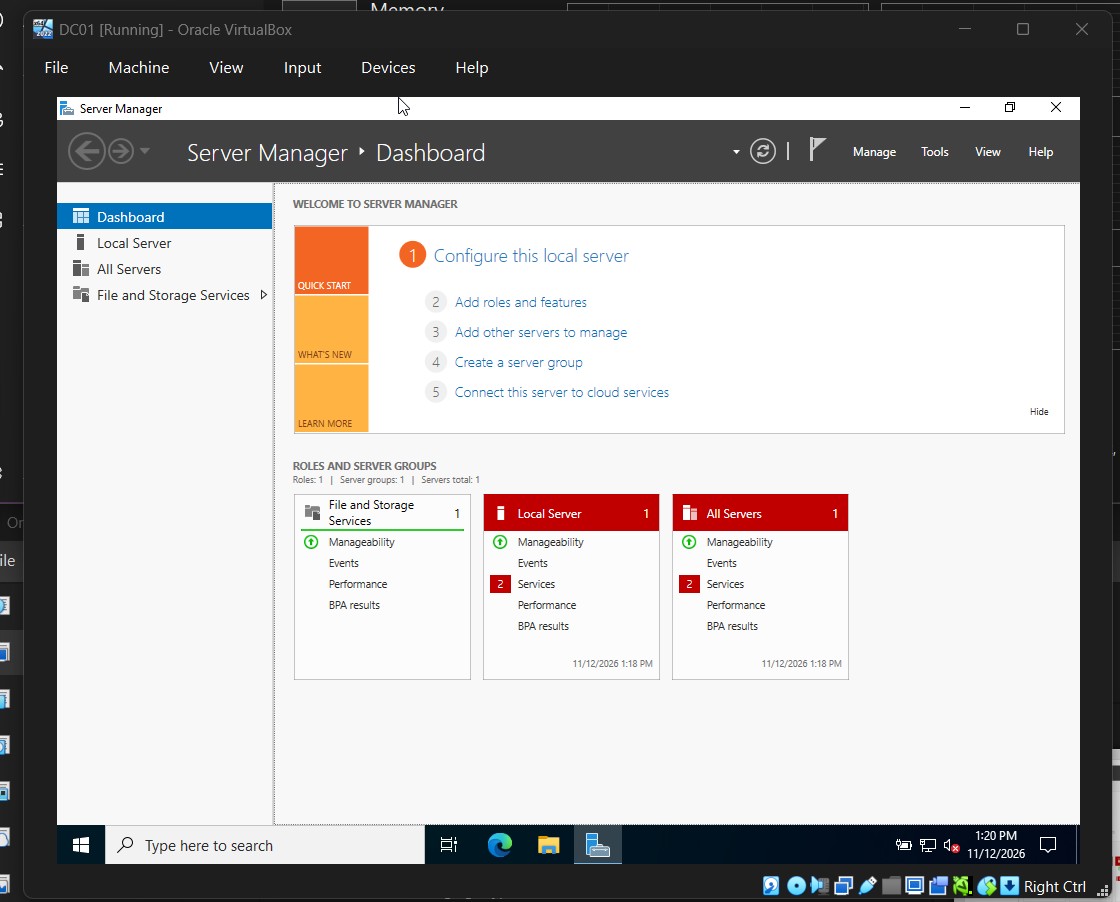 Memory
DC01 [Running] - Oracle VirtualBox
File Machine View Input Devices Help
Server Manager
Server Manager Dashboard
Manage Tools View Help
WELCOME TO SERVER MANAGER
Dashboard
Local Server
All Servers
File and Storage Services
QUICK START
WHAT'S NEW
LEARN MORE
1 Configure this local server
2 Add roles and features
3 Add other servers to manage
4 Create a server group
5 Connect this server to cloud services
Hide
ROLES AND SERVER GROUPS
Roles: 1 | Server groups: 1 | Servers total: 1
File and Storage
Services 1
Manageability
Events
Performance
BPA results
Local Server 1
Manageability
Events
2 Services
Performance
BPA results
11/12/2026 1:18 PM
All Servers 1
Manageability
Events
2 Services
Performance
BPA results
11/12/2026 1:18 PM
Type here to search
1:20 PM
11/12/2026
Right Ctrl